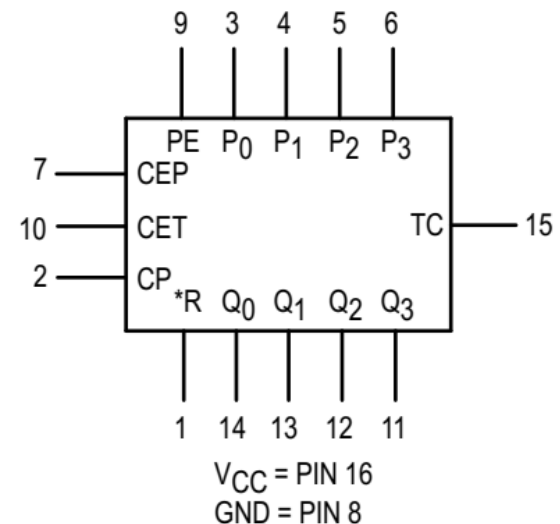 9 3 4 5 6
PE P0 P1 P2 P3
7 CEP
10 CET TC 15
2 CP
*R Q0 Q1 Q2 Q3
1 14 13 12 11
VCC = PIN 16
GND = PIN 8